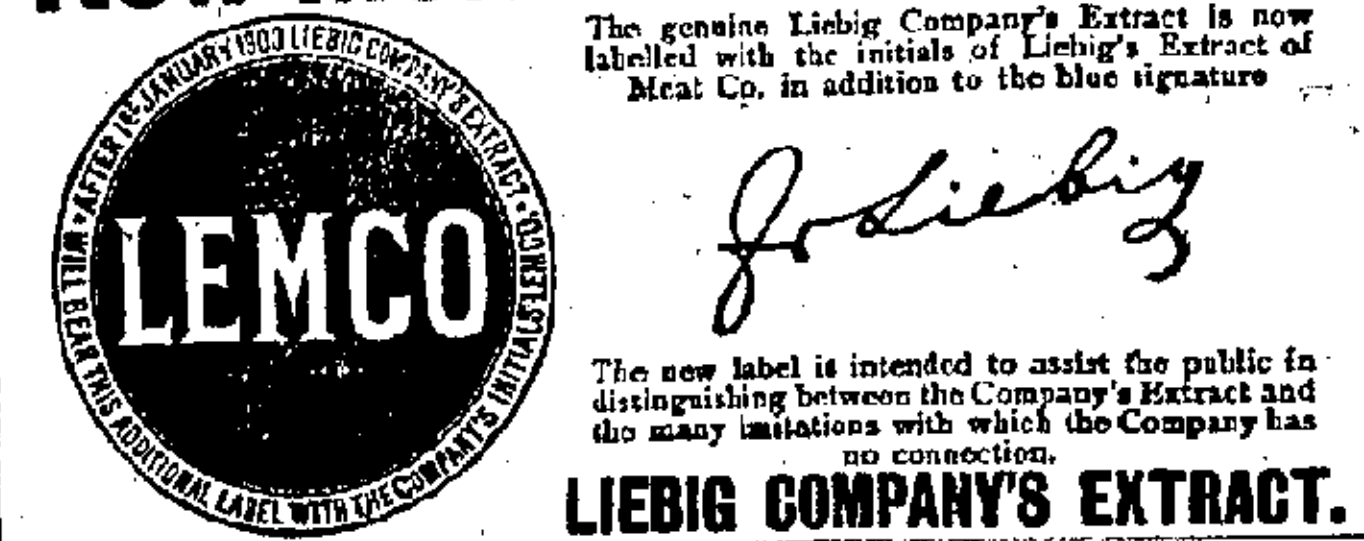 AFTER 1st JANUARY 1900 LIEBIG COMPANY'S EXTRACT
WILL BEAR THIS ADDITIONAL LABEL WITH THE COMPANY'S INITIALS-LEMCO.
LEMCO
The genuine Liebig Company's Extract is now
labelled with the initials of Liebig's Extract of
Meat Co. in addition to the blue signature
J v Liebig
The new label is intended to assist the public in
distinguishing between the Company's Extract and
the many imitations with which the Company has
no connection.
LIEBIG COMPANY'S EXTRACT.